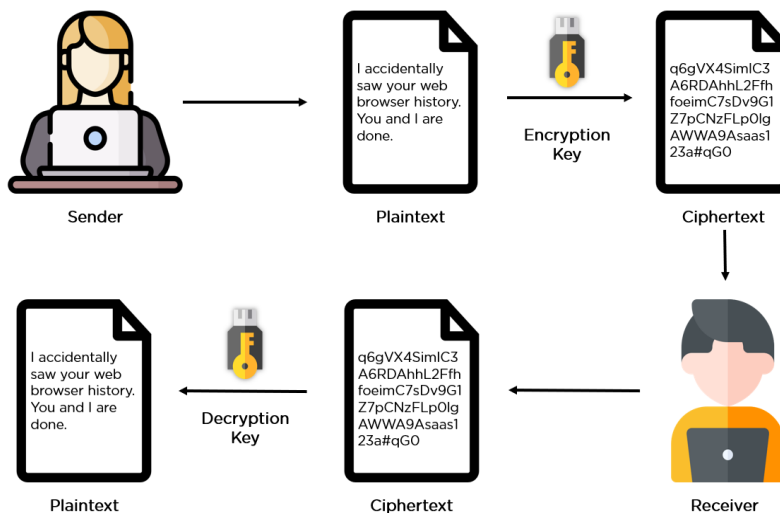 I accidentally
saw your web
browser history.
You and I are
done.
q6gVX4SimIC3
A6RDAhhL2Ffh
foeimC7sDv9G1
Z7pCNzFLp0Ig
AWWA9Asaas1
23a#qG0
Encryption
Key
Sender
Plaintext
Ciphertext
I accidentally
saw your web
browser history.
You and I are
done.
q6gVX4SimIC3
A6RDAhhL2Ffh
foeimC7sDv9G1
Z7pCNzFLp0Ig
AWWA9Asaas1
23a#qG0
Decryption
Key
Plaintext
Ciphertext
Receiver